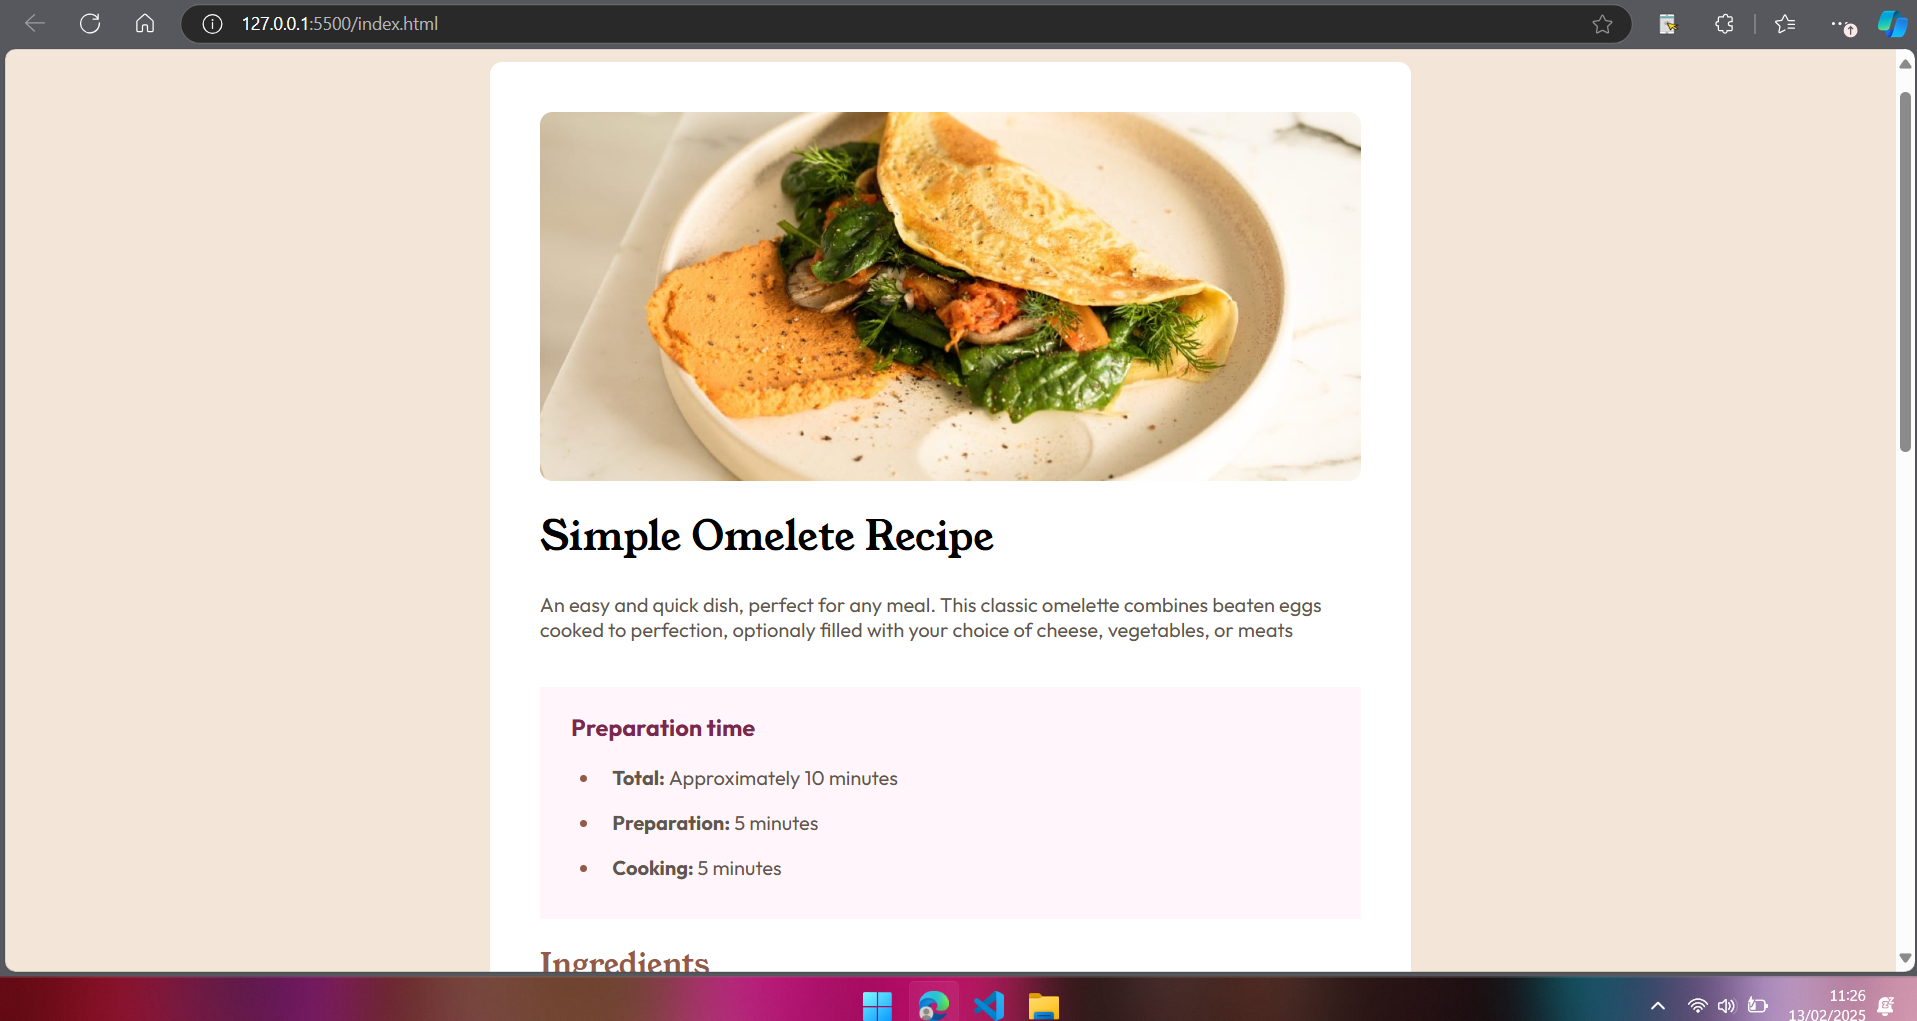 127.0.0.1:5500/index.html
Simple Omelete Recipe
An easy and quick dish, perfect for any meal. This classic omelette combines beaten eggs
cooked to perfection, optionaly filled with your choice of cheese, vegetables, or meats
Preparation time
• Total: Approximately 10 minutes
• Preparation: 5 minutes
• Cooking: 5 minutes
Ingredients
11:26
13/02/2025